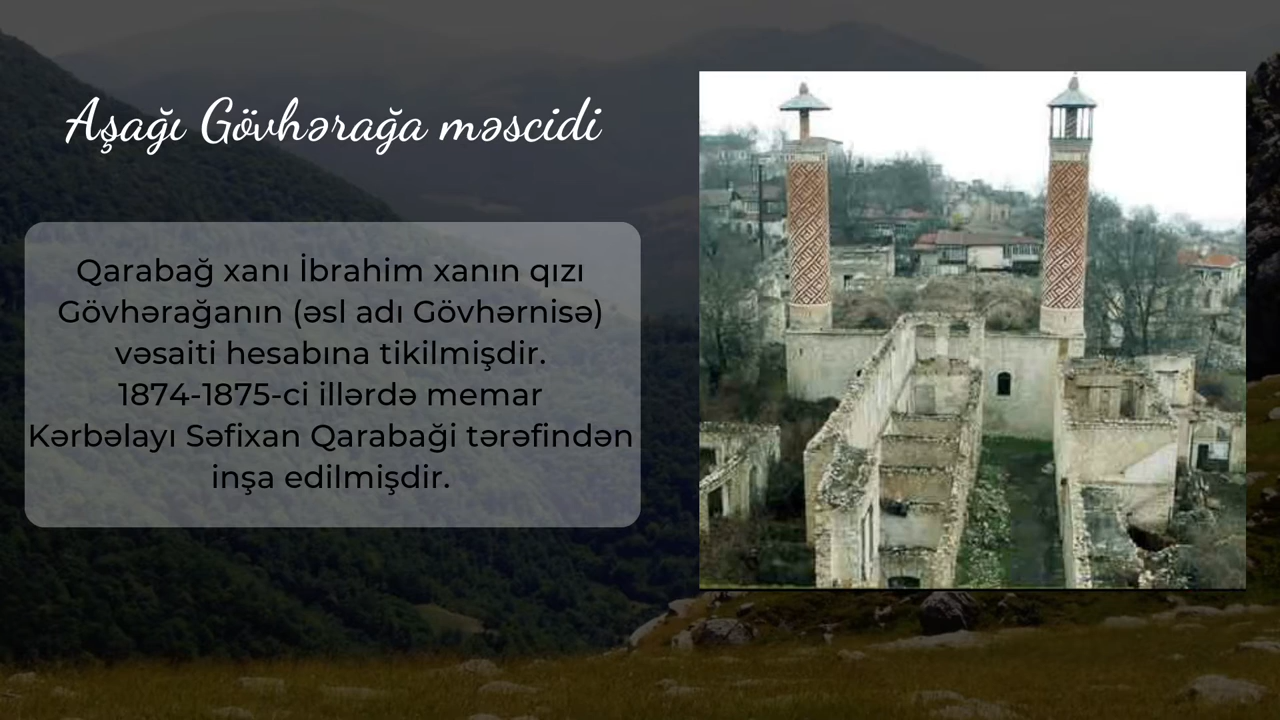 Aşağı Gövhərağa məscidi
Qarabağ xanı İbrahim xanın qızı
Gövhərağanın (əsl adı Gövhərnisə)
vəsaiti hesabına tikilmişdir.
1874-1875-ci illərdə memar
Kərbəlayı Səfixan Qarabaği tərəfindən
inşa edilmişdir.